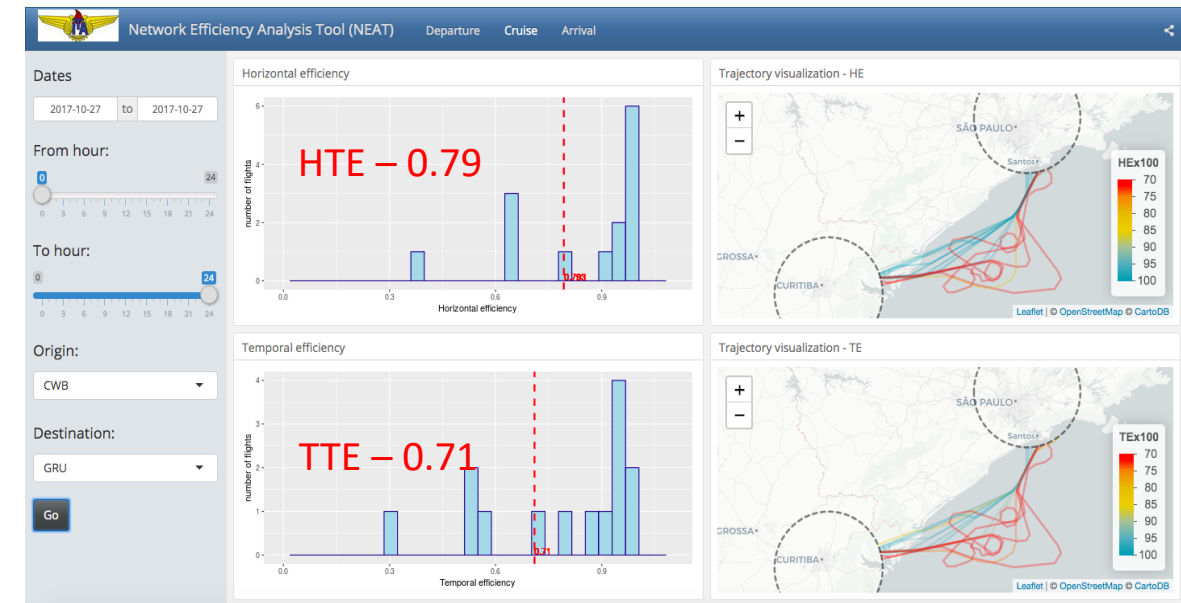 Network Efficiency Analysis Tool (NEAT) Departure Cruise Arrival
Dates
2017-10-27 to 2017-10-27
From hour:
0 24
0 3 6 9 12 15 18 21 24
To hour:
0 24
0 3 6 9 12 15 18 21 24
Origin:
CWB
Destination:
GRU
Go
Horizontal efficiency
6
4
2
0
number of flights
HTE – 0.79
0.793
0.0 0.3 0.6 0.9
Horizontal efficiency
Trajectory visualization - HE
+
−
SÃO PAULO
Santos
GROSSA
CURITIBA
HEx100
70
75
80
85
90
95
100
Leaflet | © OpenStreetMap © CartoDB
Temporal efficiency
4
3
2
1
0
number of flights
TTE – 0.71
0.71
0.0 0.3 0.6 0.9
Temporal efficiency
Trajectory visualization - TE
+
−
SÃO PAULO
Santos
GROSSA
CURITIBA
TEx100
70
75
80
85
90
95
100
Leaflet | © OpenStreetMap © CartoDB